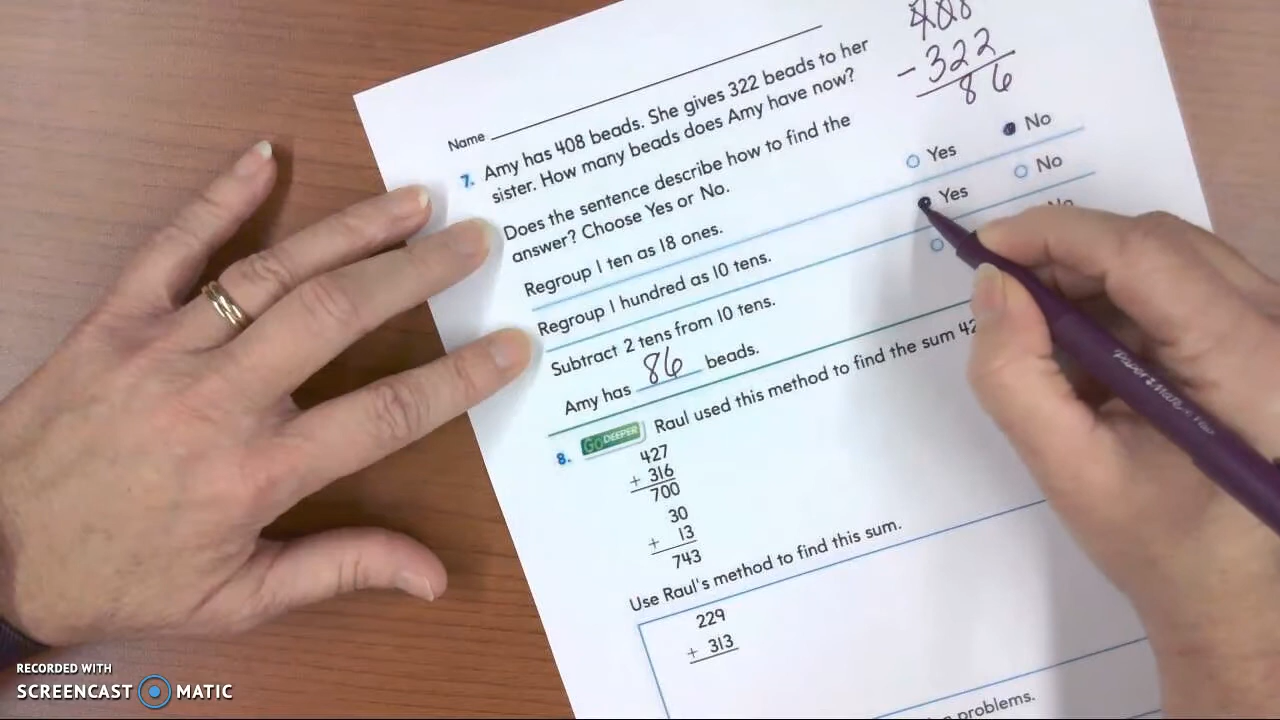 408
- 322
86
Name
7. Amy has 408 beads. She gives 322 beads to her
sister. How many beads does Amy have now?
Does the sentence describe how to find the
answer? Choose Yes or No.
Regroup 1 ten as 18 ones. Yes No
Regroup 1 hundred as 10 tens. Yes No
Subtract 2 tens from 10 tens.
Amy has 86 beads.
8. GO DEEPER Raul used this method to find the sum
427
+ 316
700
30
+ 13
743
Use Raul's method to find this sum.
229
+ 313
problems.
RECORDED WITH
SCREENCAST MATIC